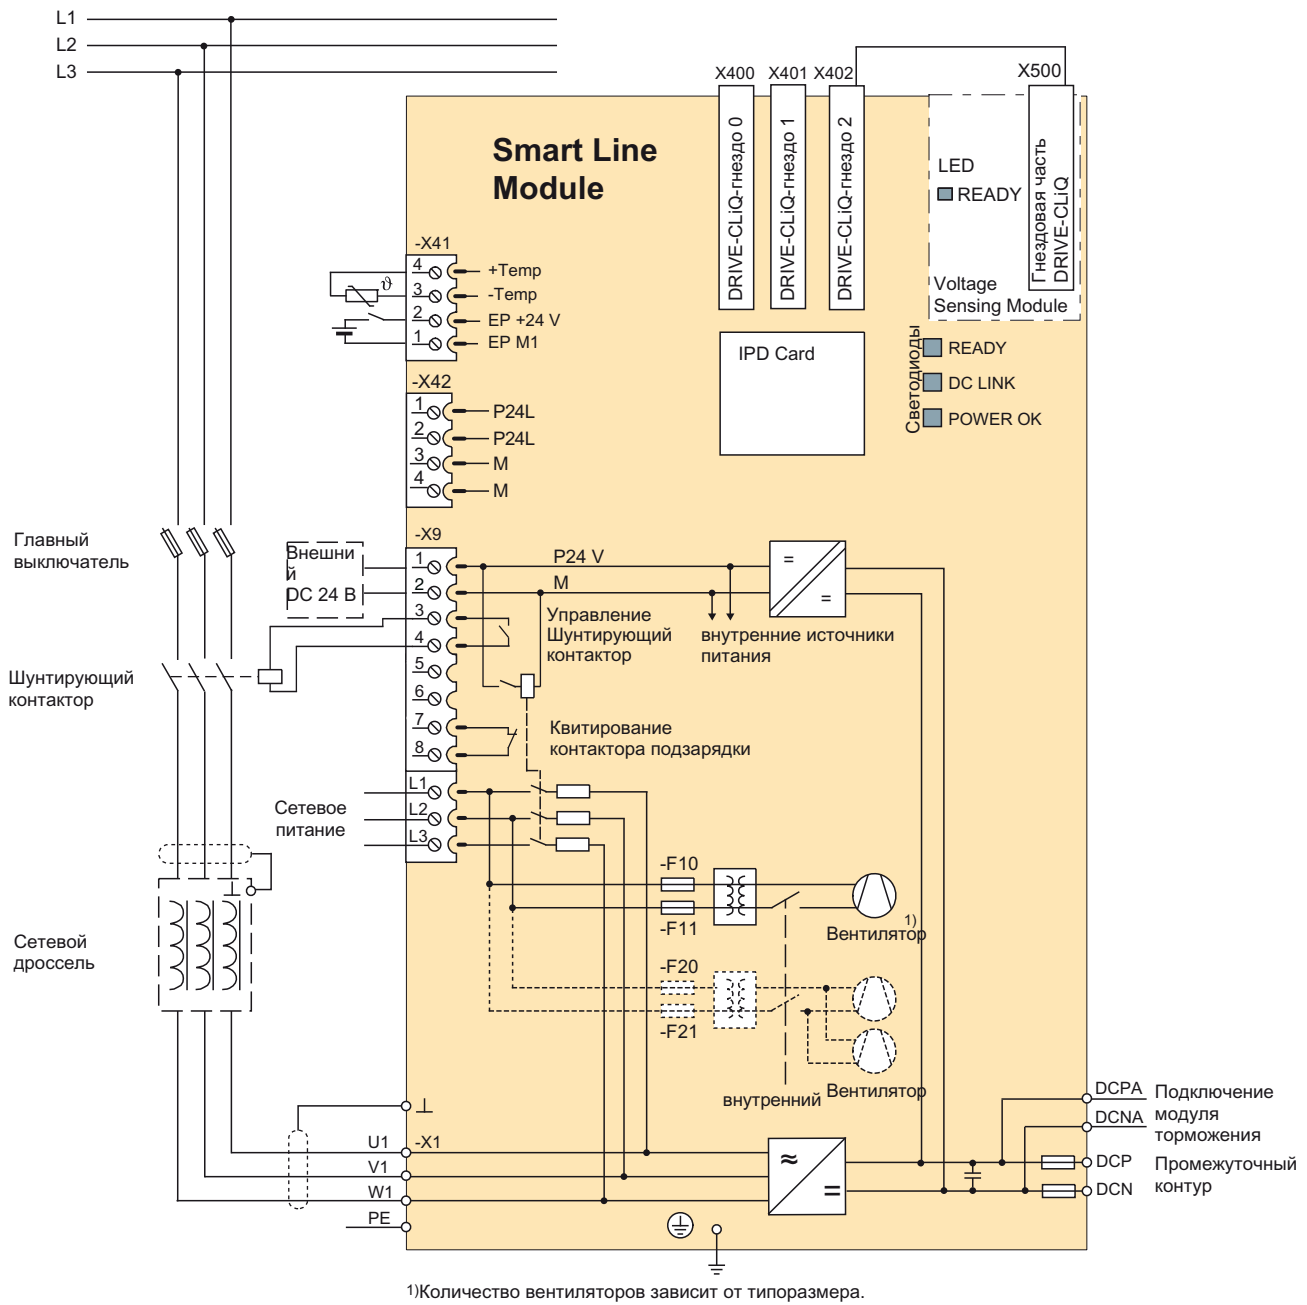 L1
L2
L3
X400
X401
X402
X500
Smart Line
Module
DRIVE-CLiQ-гнездо 0
DRIVE-CLiQ-гнездо 1
DRIVE-CLiQ-гнездо 2
LED
READY
Гнездовая часть
DRIVE-CLiQ
Voltage
Sensing Module
-X41
4
+Temp
ϑ
3
-Temp
2
EP +24 V
1
EP M1
IPD Card
Светодиоды
READY
DC LINK
POWER OK
-X42
1
P24L
2
P24L
3
M
4
M
Главный
выключатель
-X9
Внешни
й
DC 24 В
1
P24 V
2
M
3
4
5
6
7
8
=
=
Управление
Шунтирующий
контактор
внутренние источники
питания
Шунтирующий
контактор
Квитирование
контактора подзарядки
Сетевое
питание
L1
L2
L3
-F10
-F11
1)
Вентилятор
Сетевой
дроссель
-F20
-F21
Вентилятор
внутренний
DCPA
DCNA
Подключение
модуля
торможения
U1
-X1
V1
W1
PE
≈
=
DCP
DCN
Промежуточный
контур
1)Количество вентиляторов зависит от типоразмера.